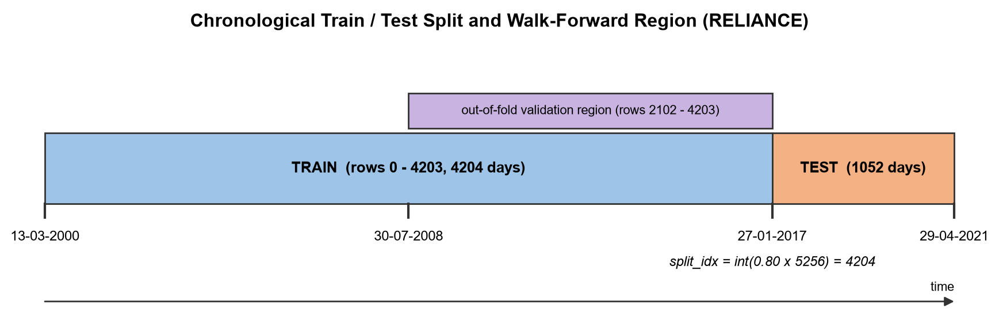 Chronological Train / Test Split and Walk-Forward Region (RELIANCE)
out-of-fold validation region (rows 2102 - 4203)
TRAIN  (rows 0 - 4203, 4204 days)
TEST  (1052 days)
13-03-2000
30-07-2008
27-01-2017
29-04-2021
split_idx = int(0.80 x 5256) = 4204
time